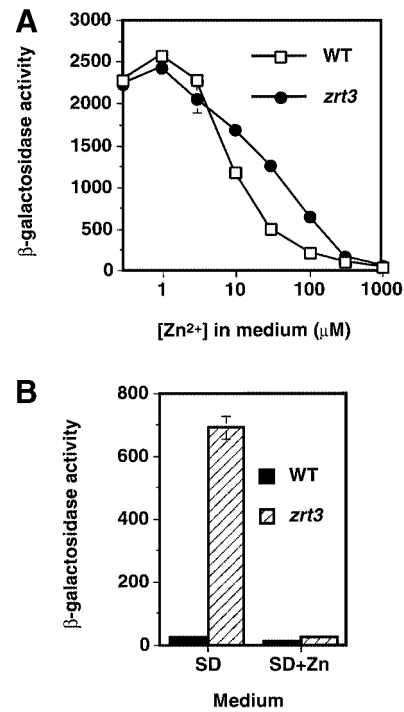 A
3000
2500
2000
1500
1000
500
0
β-galactosidase activity
WT
zrt3
1 10 100 1000
[Zn2+] in medium (μM)
B
800
600
400
200
0
β-galactosidase activity
WT
zrt3
SD SD+Zn
Medium